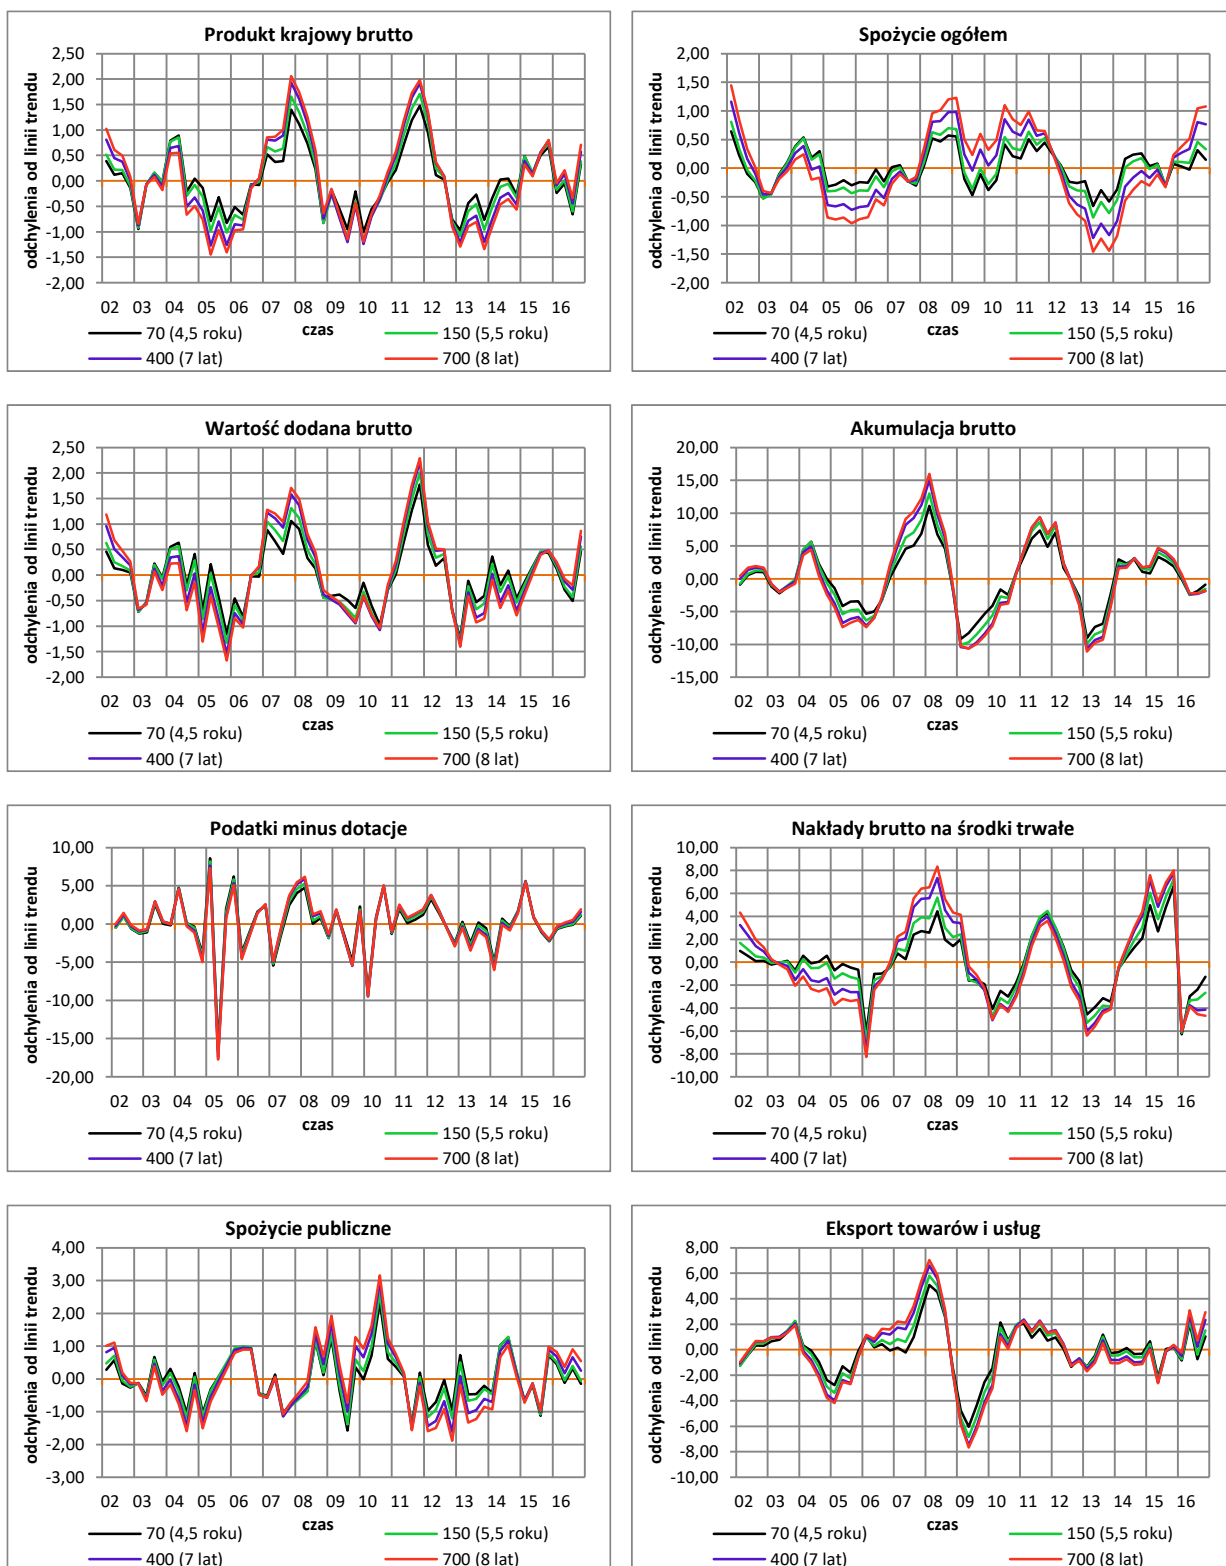 Produkt krajowy brutto
odchylenia od linii trendu
2,50
2,00
1,50
1,00
0,50
0,00
-0,50
-1,00
-1,50
-2,00
02 03 04 05 06 07 08 09 10 11 12 13 14 15 16
czas
70 (4,5 roku) 150 (5,5 roku)
400 (7 lat) 700 (8 lat)
Spożycie ogółem
odchylenia od linii trendu
2,00
1,50
1,00
0,50
0,00
-0,50
-1,00
-1,50
-2,00
02 03 04 05 06 07 08 09 10 11 12 13 14 15 16
czas
70 (4,5 roku) 150 (5,5 roku)
400 (7 lat) 700 (8 lat)
Wartość dodana brutto
odchylenia od linii trendu
2,50
2,00
1,50
1,00
0,50
0,00
-0,50
-1,00
-1,50
-2,00
02 03 04 05 06 07 08 09 10 11 12 13 14 15 16
czas
70 (4,5 roku) 150 (5,5 roku)
400 (7 lat) 700 (8 lat)
Akumulacja brutto
odchylenia od linii trendu
20,00
15,00
10,00
5,00
0,00
-5,00
-10,00
-15,00
02 03 04 05 06 07 08 09 10 11 12 13 14 15 16
czas
70 (4,5 roku) 150 (5,5 roku)
400 (7 lat) 700 (8 lat)
Podatki minus dotacje
odchylenia od linii trendu
10,00
5,00
0,00
-5,00
-10,00
-15,00
-20,00
02 03 04 05 06 07 08 09 10 11 12 13 14 15 16
czas
70 (4,5 roku) 150 (5,5 roku)
400 (7 lat) 700 (8 lat)
Nakłady brutto na środki trwałe
odchylenia od linii trendu
10,00
8,00
6,00
4,00
2,00
0,00
-2,00
-4,00
-6,00
-8,00
-10,00
02 03 04 05 06 07 08 09 10 11 12 13 14 15 16
czas
70 (4,5 roku) 150 (5,5 roku)
400 (7 lat) 700 (8 lat)
Spożycie publiczne
odchylenia od linii trendu
4,00
3,00
2,00
1,00
0,00
-1,00
-2,00
-3,00
02 03 04 05 06 07 08 09 10 11 12 13 14 15 16
czas
70 (4,5 roku) 150 (5,5 roku)
400 (7 lat) 700 (8 lat)
Eksport towarów i usług
odchylenia od linii trendu
8,00
6,00
4,00
2,00
0,00
-2,00
-4,00
-6,00
-8,00
-10,00
02 03 04 05 06 07 08 09 10 11 12 13 14 15 16
czas
70 (4,5 roku) 150 (5,5 roku)
400 (7 lat) 700 (8 lat)